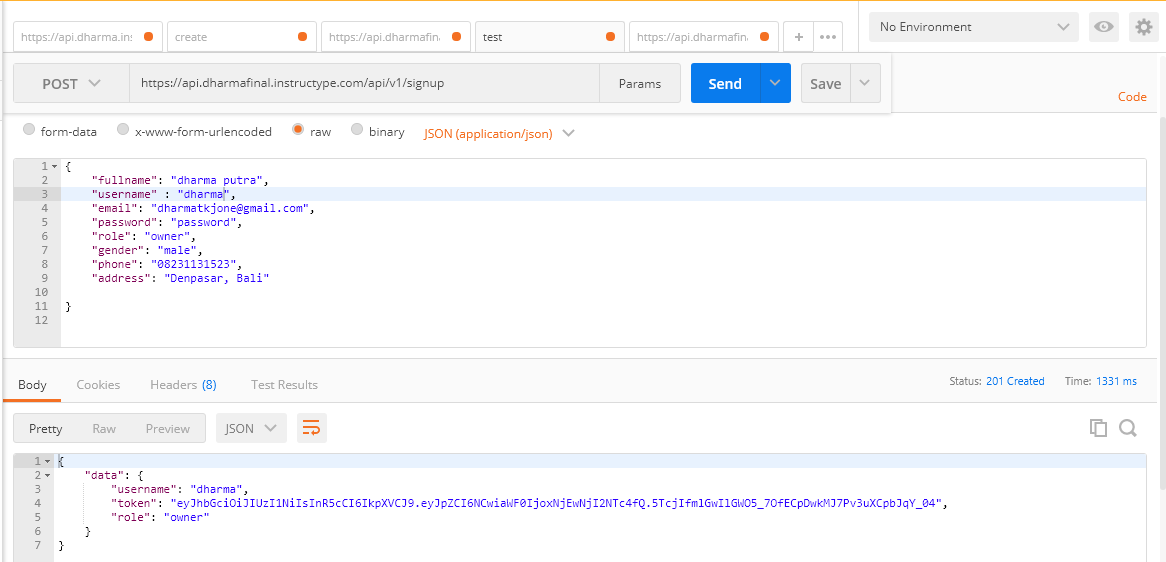 https://api.dharma.ins
create
https://api.dharmafina
test
https://api.dharmafina
+
•••
No Environment
POST
https://api.dharmafinal.instructype.com/api/v1/signup
Params
Send
Save
Code
form-data
x-www-form-urlencoded
raw
binary
JSON (application/json)
1 {
2 "fullname": "dharma putra",
3 "username" : "dharma",
4 "email": "dharmatkjone@gmail.com",
5 "password": "password",
6 "role": "owner",
7 "gender": "male",
8 "phone": "08231131523",
9 "address": "Denpasar, Bali"
10
11 }
12
Body
Cookies
Headers (8)
Test Results
Status: 201 Created
Time: 1331 ms
Pretty
Raw
Preview
JSON
1 {
2 "data": {
3 "username": "dharma",
4 "token": "eyJhbGciOiJIUzI1NiIsInR5cCI6IkpXVCJ9.eyJpZCI6NCwiaWF0IjoxNjEwNjI2NTc4fQ.5TcjIfmlGwIlGWO5_7OfECpDwkMJ7Pv3uXCpbJqY_04",
5 "role": "owner"
6 }
7 }